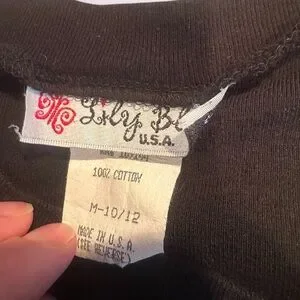 Lily Bl
U.S.A.
100% COTTON
M-10/12
MADE IN U.S.A.
(SEE REVERSE)